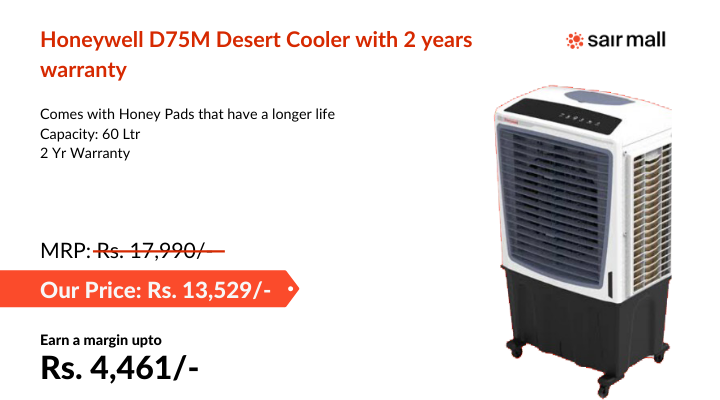 Honeywell D75M Desert Cooler with 2 years
warranty
sair mall
Comes with Honey Pads that have a longer life
Capacity: 60 Ltr
2 Yr Warranty
MRP: Rs. 17,990/-
Our Price: Rs. 13,529/-
Earn a margin upto
Rs. 4,461/-